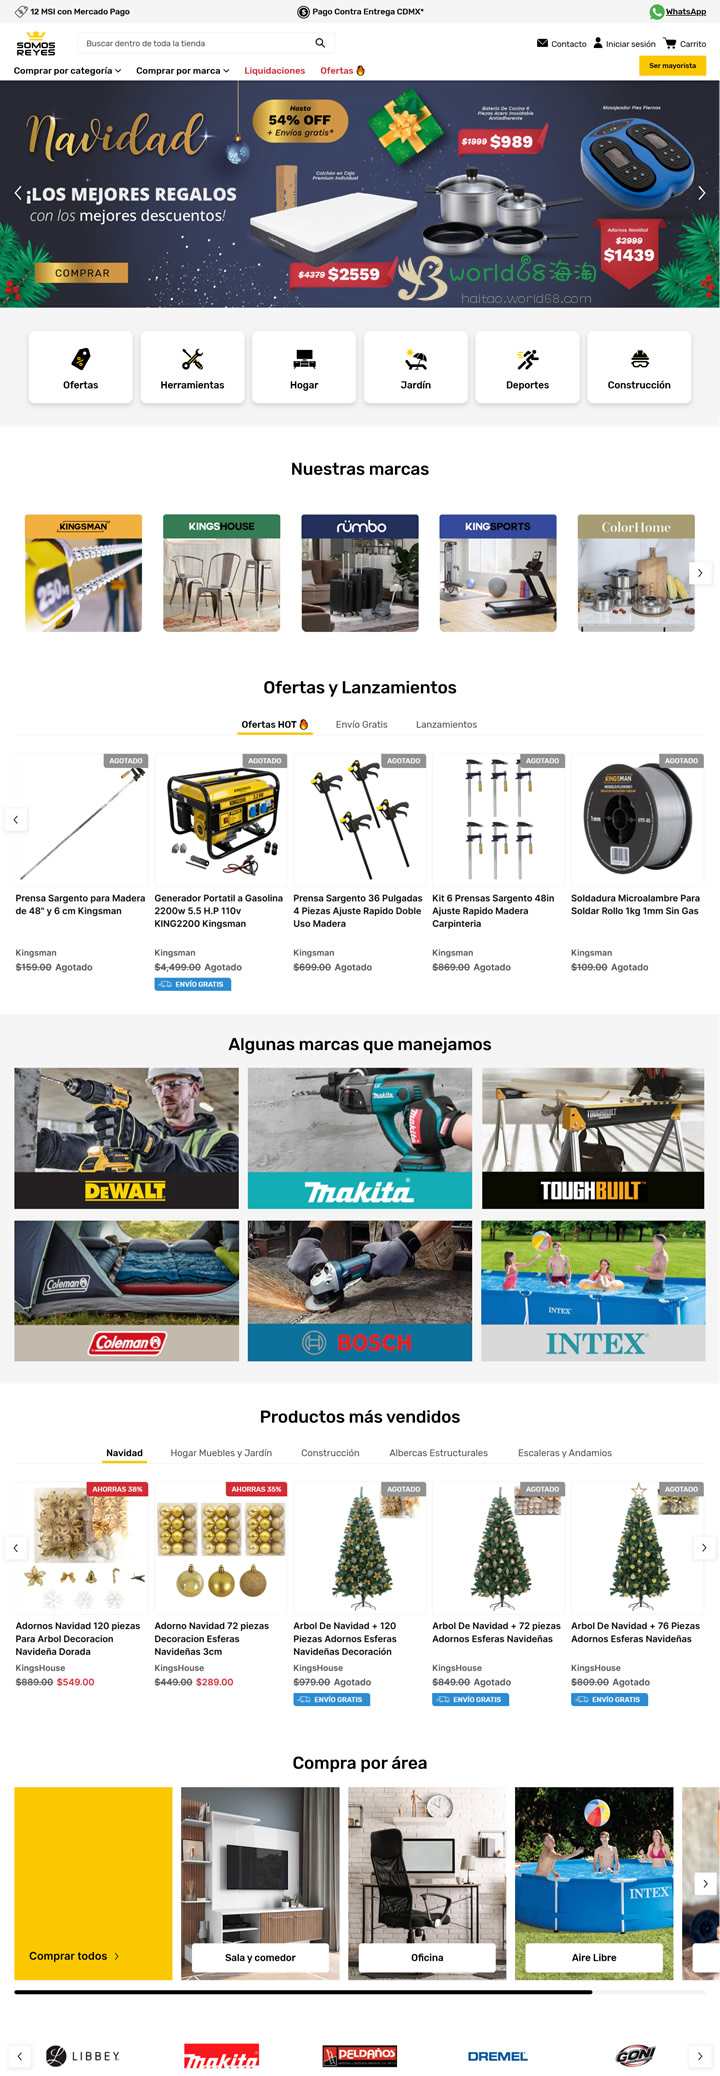 12 MSI con Mercado Pago
Pago Contra Entrega CDMX*
WhatsApp
SOMOS
REYES
Buscar dentro de toda la tienda
Contacto
Iniciar sesión
Carrito
Comprar por categoría
Comprar por marca
Liquidaciones
Ofertas
Ser mayorista
Navidad
Hasta
54% OFF
+ Envíos gratis*
¡LOS MEJORES REGALOS
con los mejores descuentos!
COMPRAR
Colchón en Caja
Premium Individual
$4379 $2559
Batería De Cocina 6
Piezas Acero Inoxidable
Antiadherente
$1999 $989
Masajeador Pies Piernas
Adornos Navidad
$2999
$1439
world68海淘
haitao.world68.com
Ofertas
Herramientas
Hogar
Jardín
Deportes
Construcción
Nuestras marcas
KINGSMAN
KINGSHOUSE
rümbo
KINGSPORTS
ColorHome
250
Ofertas y Lanzamientos
Ofertas HOT
Envío Gratis
Lanzamientos
AGOTADO
AGOTADO
AGOTADO
AGOTADO
AGOTADO
KINGSMAN
1mm
Prensa Sargento para Madera
de 48" y 6 cm Kingsman
Kingsman
$159.00 Agotado
Generador Portatil a Gasolina
2200w 5.5 H.P 110v
KING2200 Kingsman
Kingsman
$4,499.00 Agotado
ENVÍO GRATIS
Prensa Sargento 36 Pulgadas
4 Piezas Ajuste Rapido Doble
Uso Madera
Kingsman
$699.00 Agotado
Kit 6 Prensas Sargento 48in
Ajuste Rapido Madera
Carpinteria
Kingsman
$869.00 Agotado
Soldadura Microalambre Para
Soldar Rollo 1kg 1mm Sin Gas
Kingsman
$109.00 Agotado
Algunas marcas que manejamos
DEWALT
makita
Makita
Makita
TOUGHBUILT
TOUGHBUILT
Coleman
Coleman
BOSCH
BOSCH
INTEX
INTEX
Productos más vendidos
Navidad
Hogar Muebles y Jardín
Construcción
Albercas Estructurales
Escaleras y Andamios
AHORRAS 38%
AHORRAS 35%
AGOTADO
AGOTADO
AGOTADO
Adornos Navidad 120 piezas
Para Arbol Decoracion
Navideña Dorada
KingsHouse
$889.00 $549.00
Adorno Navidad 72 piezas
Decoracion Esferas
Navideñas 3cm
KingsHouse
$449.00 $289.00
Arbol De Navidad + 120
Piezas Adornos Esferas
Navideñas Decoración
KingsHouse
$979.00 Agotado
ENVÍO GRATIS
Arbol De Navidad + 72 piezas
Adornos Esferas Navideñas
KingsHouse
$849.00 Agotado
ENVÍO GRATIS
Arbol De Navidad + 76 Piezas
Adornos Esferas Navideñas
KingsHouse
$809.00 Agotado
ENVÍO GRATIS
Compra por área
Comprar todos
Sala y comedor
Oficina
INTEX
Aire Libre
LIBBEY
makita
PELDAÑOS
DREMEL
GONI